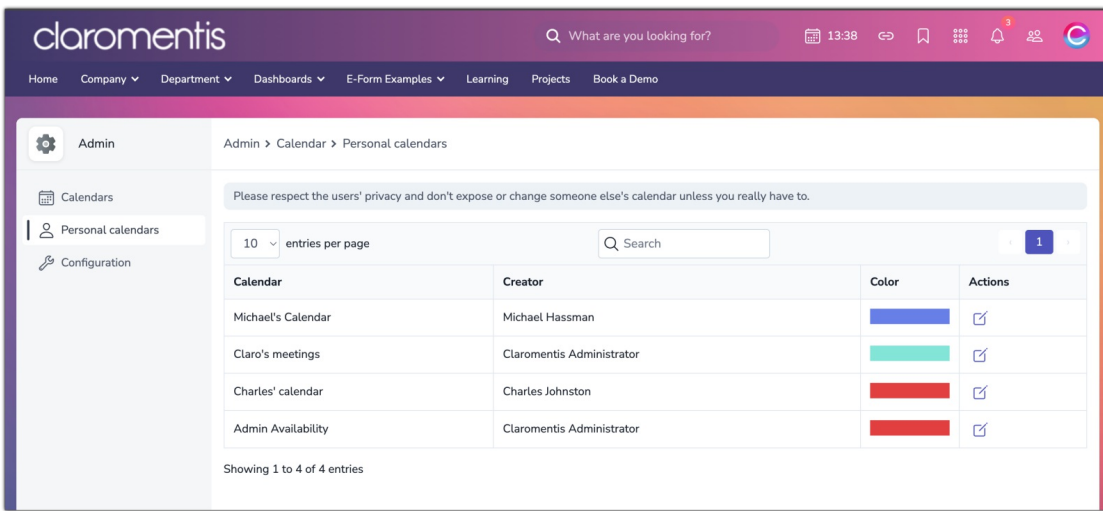 claromentis
What are you looking for?
13:38
3
Home Company Department Dashboards E-Form Examples Learning Projects Book a Demo
Admin
Admin > Calendar > Personal calendars
Calendars
Personal calendars
Configuration
Please respect the users' privacy and don't expose or change someone else's calendar unless you really have to.
10 entries per page
Search
1
Calendar Creator Color Actions
Michael's Calendar Michael Hassman
Claro's meetings Claromentis Administrator
Charles' calendar Charles Johnston
Admin Availability Claromentis Administrator
Showing 1 to 4 of 4 entries